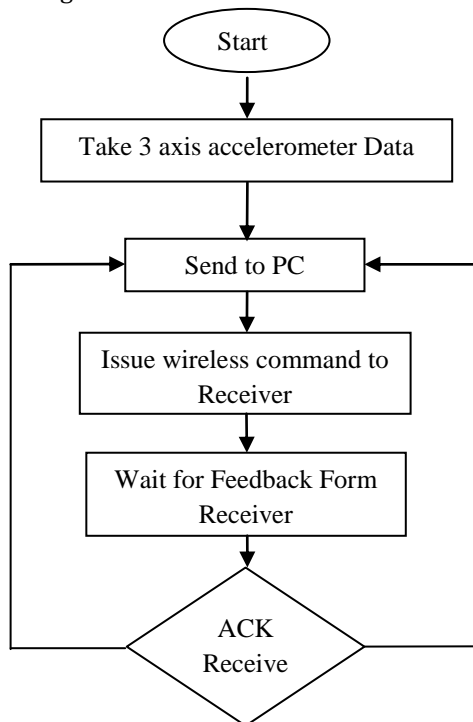 Start
Take 3 axis accelerometer Data
Send to PC
Issue wireless command to
Receiver
Wait for Feedback Form
Receiver
ACK
Receive